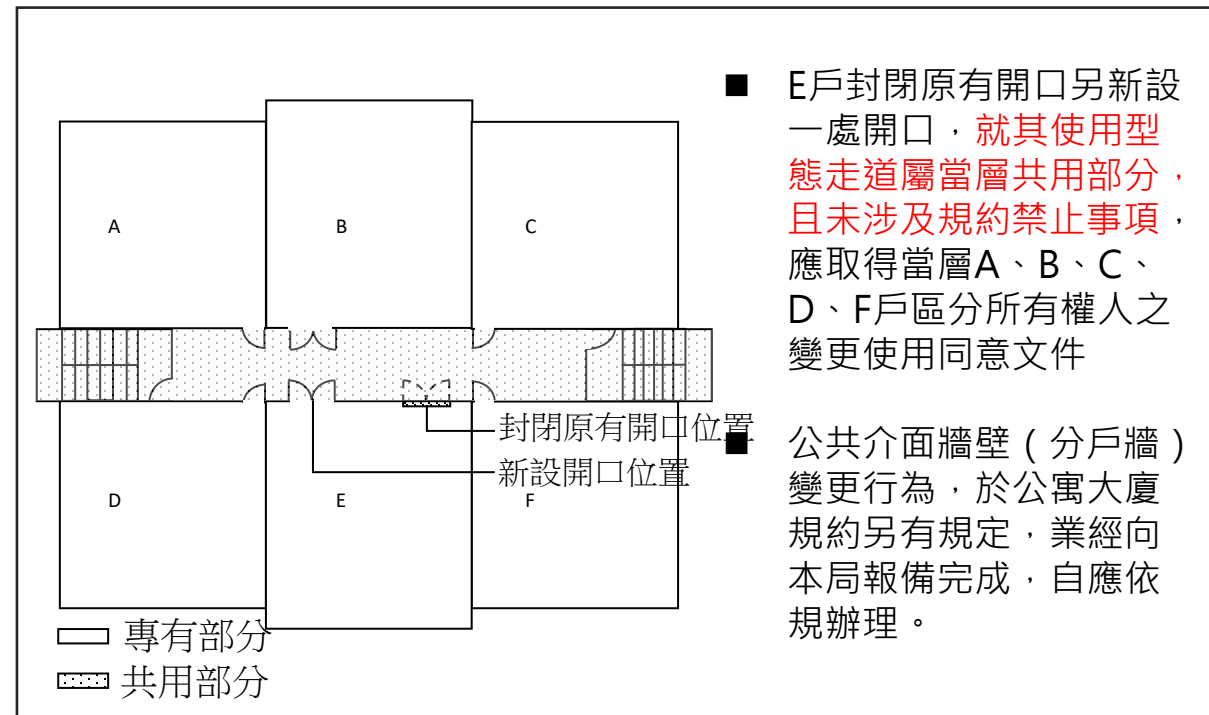 A
B
C
封閉原有開口位置
新設開口位置
D
E
F
專有部分
共用部分
■ E戶封閉原有開口另新設
一處開口，就其使用型
態走道屬當層共用部分，
且未涉及規約禁止事項，
應取得當層A、B、C、
D、F戶區分所有權人之
變更使用同意文件
■ 公共介面牆壁（分戶牆）
變更行為，於公寓大廈
規約另有規定，業經向
本局報備完成，自應依
規辦理。